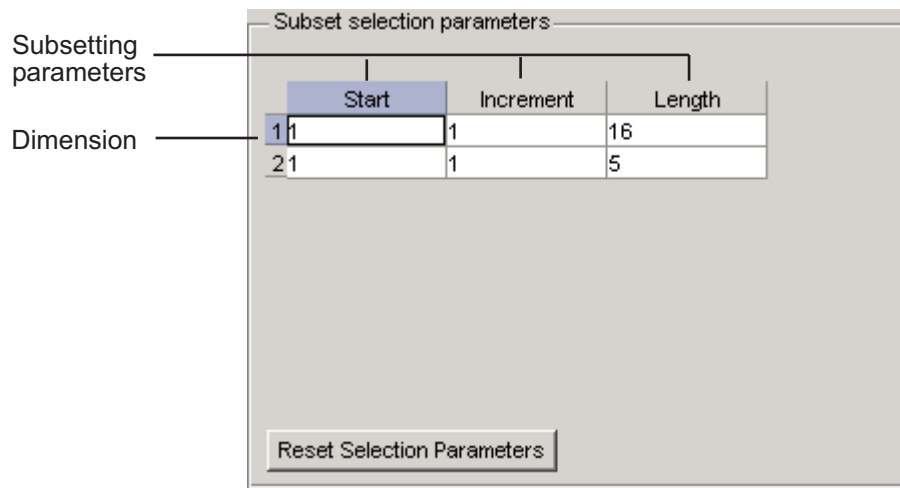 Subset selection parameters
Subsetting
parameters
Start Increment Length
Dimension
1 1 1 16
2 1 1 5
Reset Selection Parameters